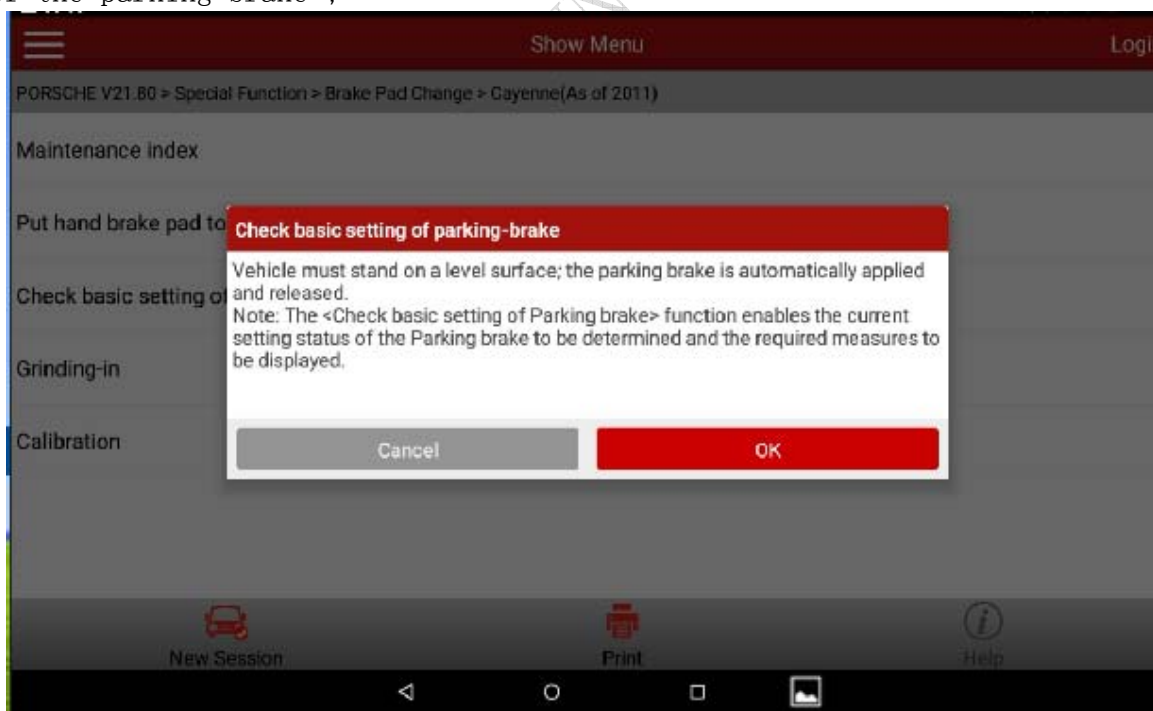 the parking brake ,
Show Menu
PORSCHE V21.80 > Special Function > Brake Pad Change > Cayenne(As of 2011)
Maintenance index
Put hand brake pad to
Check basic setting of parking-brake
Vehicle must stand on a level surface; the parking brake is automatically applied
and released.
Check basic setting of
Note: The <Check basic setting of Parking brake> function enables the current
setting status of the Parking brake to be determined and the required measures to
be displayed.
Grinding-in
Calibration
Cancel
OK
New Session
Print
Help